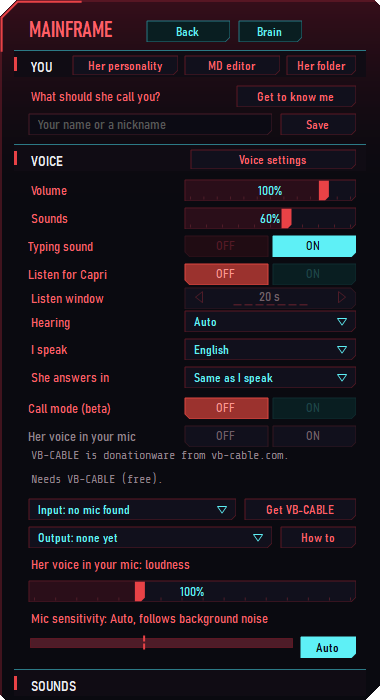 MAINFRAME
Back
Brain
YOU
Her personality
MD editor
Her folder
What should she call you?
Get to know me
Your name or a nickname
Save
VOICE
Voice settings
Volume
100%
Sounds
60%
Typing sound
OFF
ON
Listen for Capri
OFF
ON
Listen window
20 s
Hearing
Auto
I speak
English
She answers in
Same as I speak
Call mode (beta)
OFF
ON
Her voice in your mic
OFF
ON
VB-CABLE is donationware from vb-cable.com.
Needs VB-CABLE (free).
Input: no mic found
Get VB-CABLE
Output: none yet
How to
Her voice in your mic: loudness
100%
Mic sensitivity: Auto, follows background noise
Auto
SOUNDS